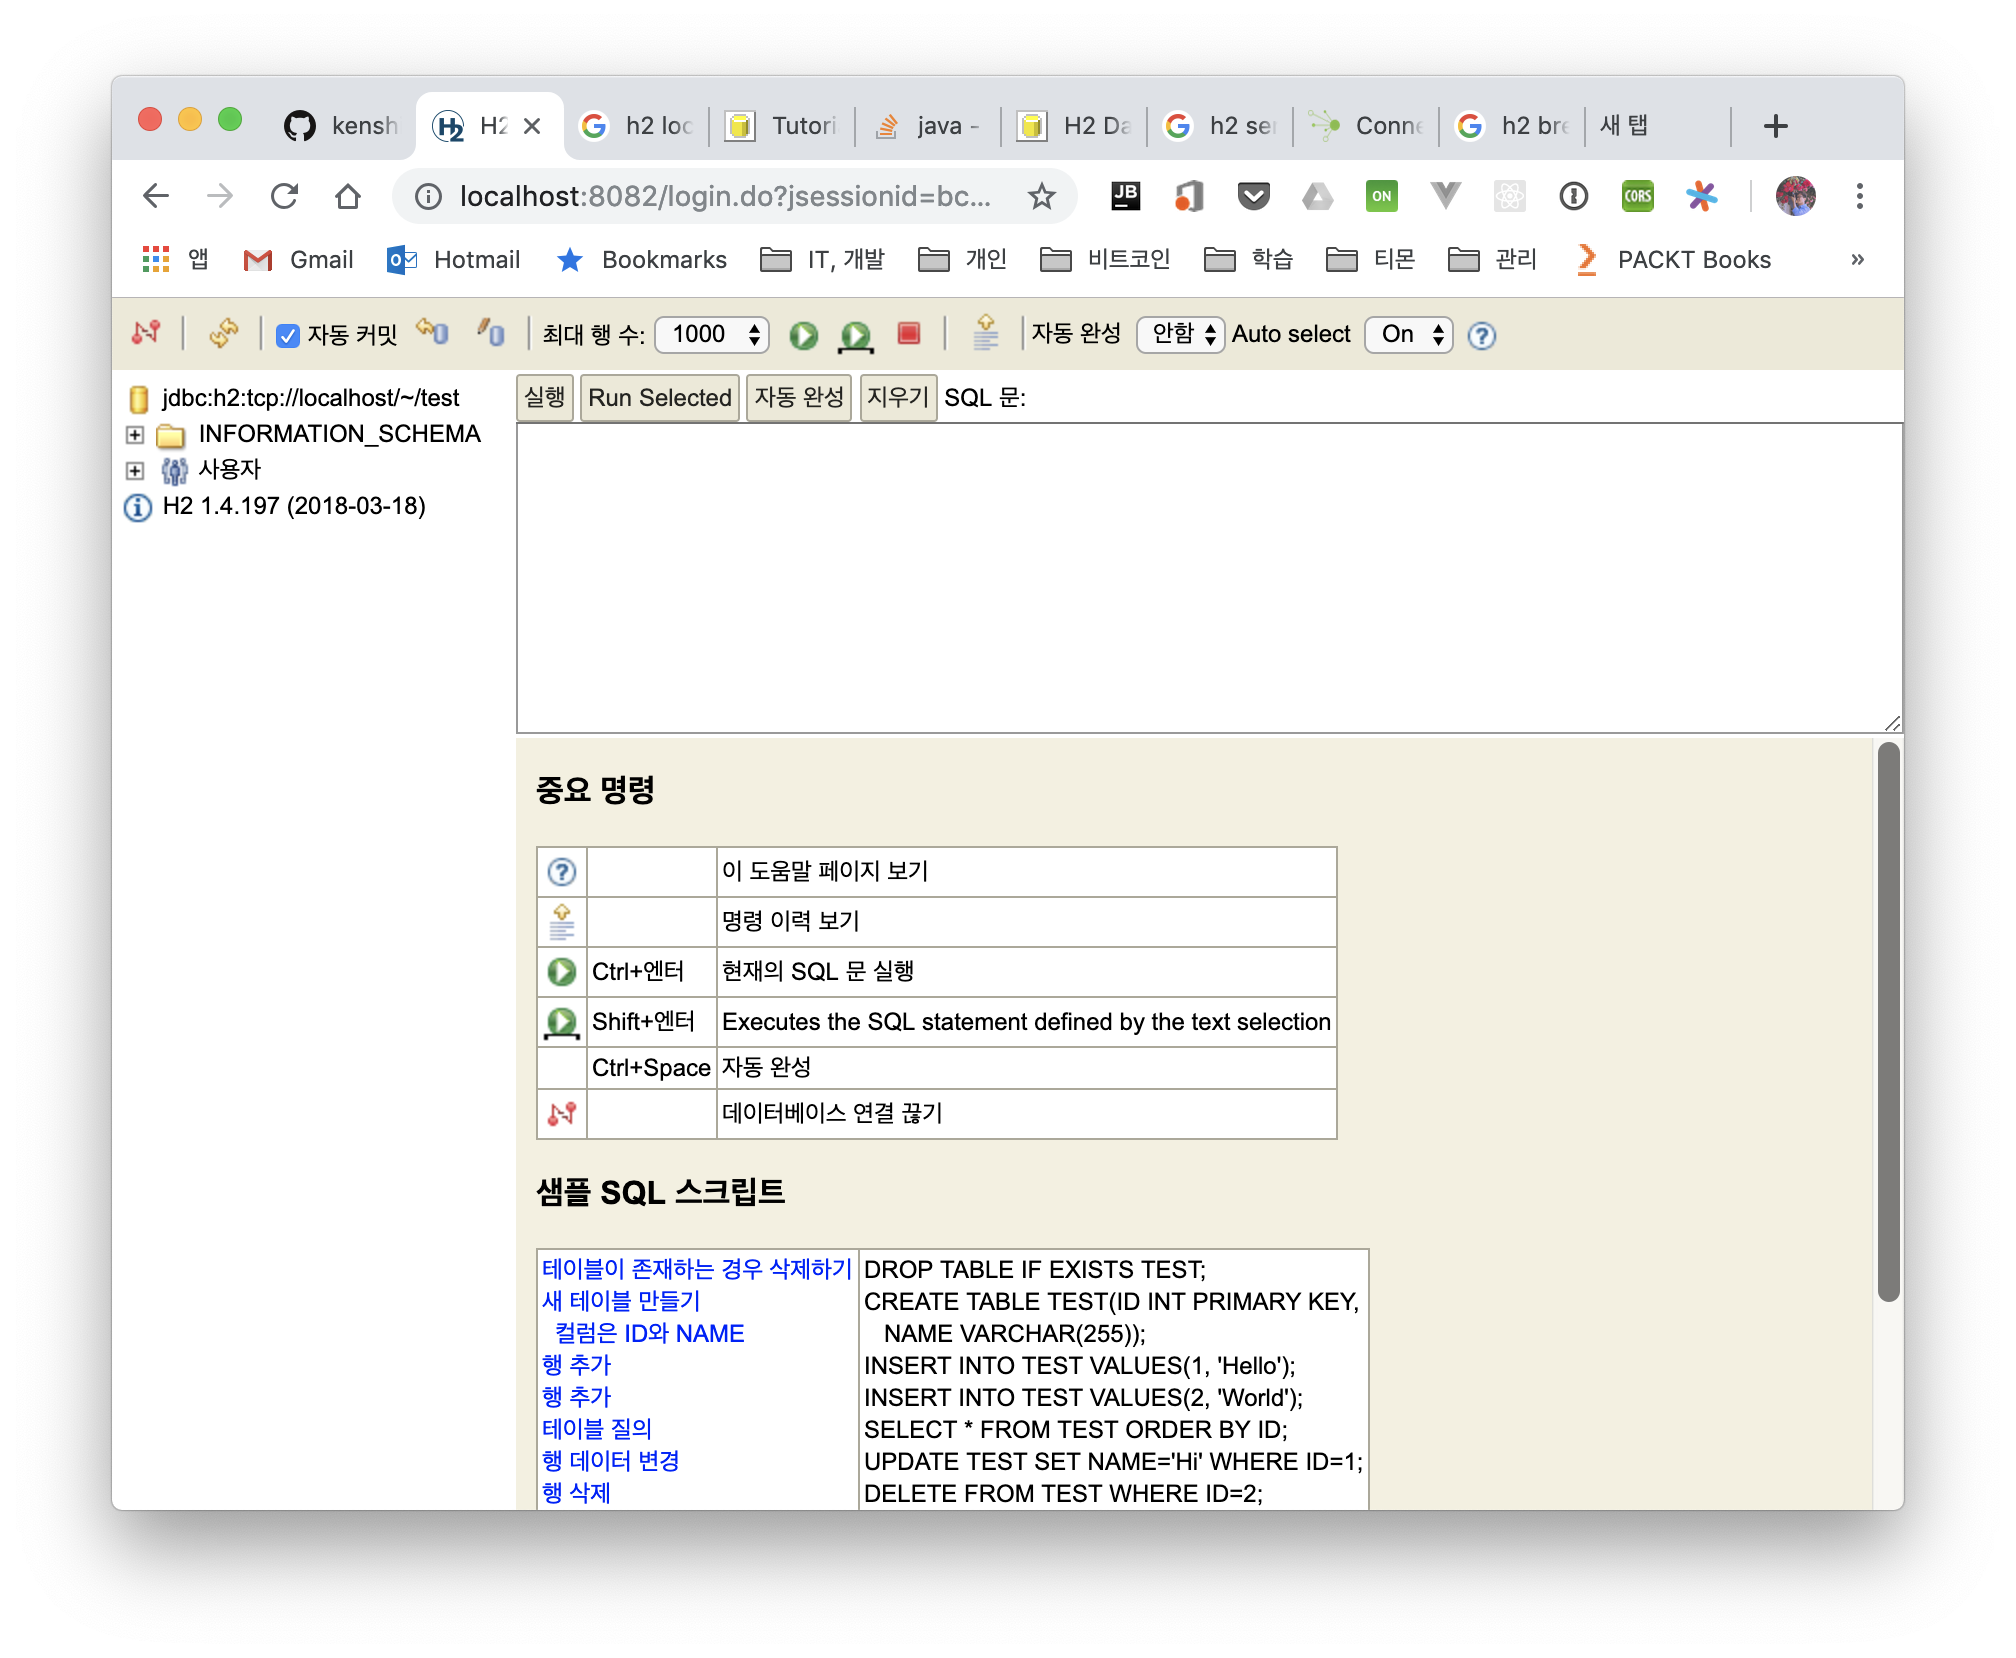 kensh
H2
h2 loc
Tutori
java -
H2 Da
h2 se
Conne
h2 bre
새 탭
localhost:8082/login.do?jsessionid=bc...
JB
ON
CORS
앱
Gmail
Hotmail
Bookmarks
IT, 개발
개인
비트코인
학습
티몬
관리
PACKT Books
»
자동 커밋
최대 행 수: 1000
자동 완성 안함
Auto select On
jdbc:h2:tcp://localhost/~/test
INFORMATION_SCHEMA
사용자
H2 1.4.197 (2018-03-18)
실행 Run Selected 자동 완성 지우기 SQL 문:
중요 명령
이 도움말 페이지 보기
명령 이력 보기
Ctrl+엔터 현재의 SQL 문 실행
Shift+엔터 Executes the SQL statement defined by the text selection
Ctrl+Space 자동 완성
데이터베이스 연결 끊기
샘플 SQL 스크립트
테이블이 존재하는 경우 삭제하기 DROP TABLE IF EXISTS TEST;
새 테이블 만들기 CREATE TABLE TEST(ID INT PRIMARY KEY,
컬럼은 ID와 NAME NAME VARCHAR(255));
행 추가 INSERT INTO TEST VALUES(1, 'Hello');
행 추가 INSERT INTO TEST VALUES(2, 'World');
테이블 질의 SELECT * FROM TEST ORDER BY ID;
행 데이터 변경 UPDATE TEST SET NAME='Hi' WHERE ID=1;
행 삭제 DELETE FROM TEST WHERE ID=2;